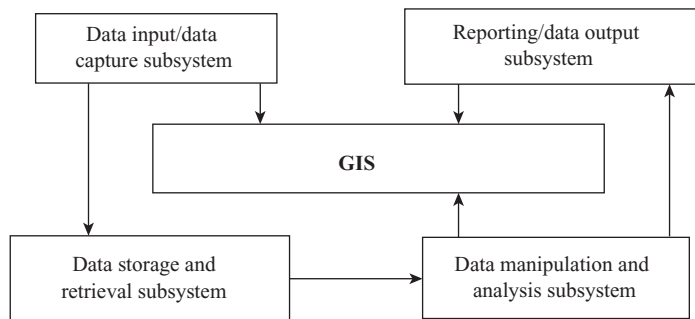 Data input/data
capture subsystem
Reporting/data output
subsystem
GIS
Data storage and
retrieval subsystem
Data manipulation and
analysis subsystem